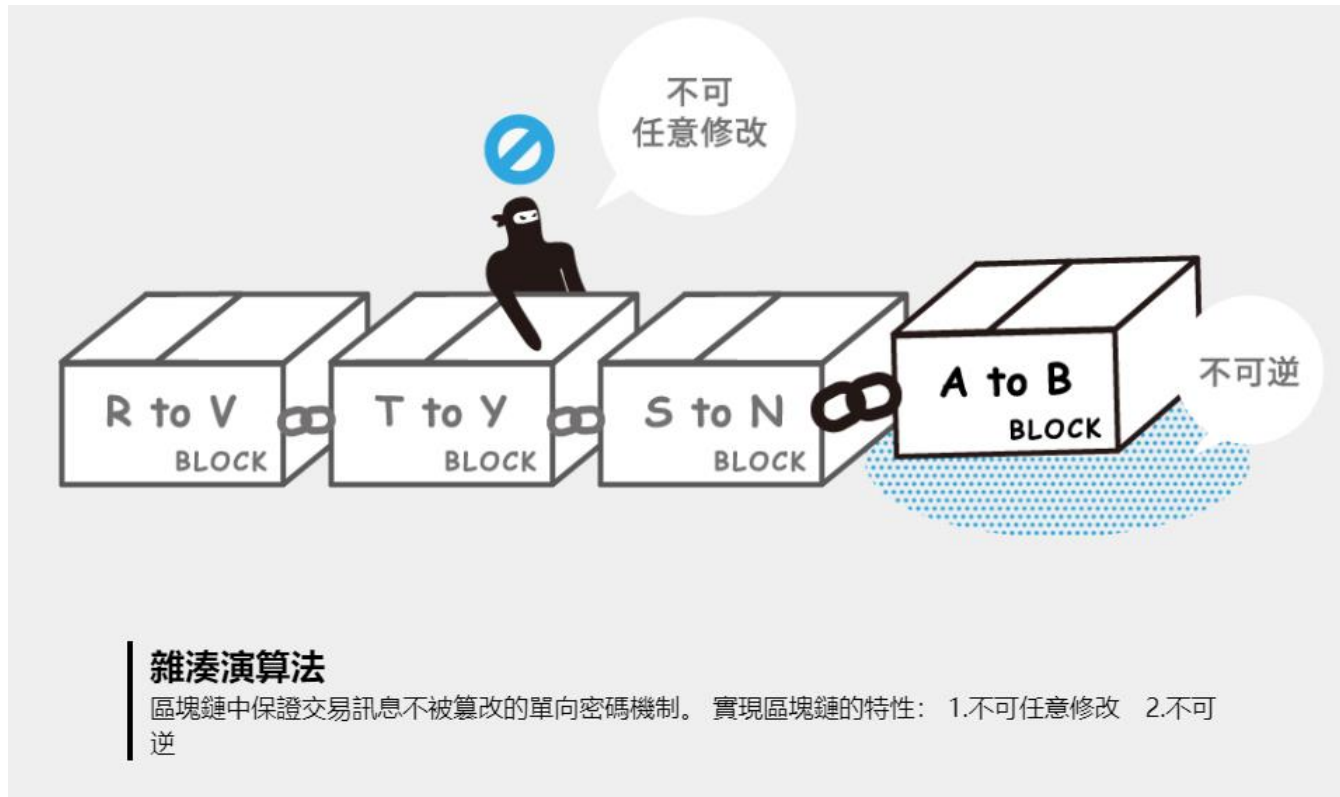 不可
任意修改
R to V
BLOCK
T to Y
BLOCK
S to N
BLOCK
A to B
BLOCK
不可逆
雜湊演算法
區塊鏈中保證交易訊息不被篡改的單向密碼機制。 實現區塊鏈的特性： 1.不可任意修改 2.不可
逆